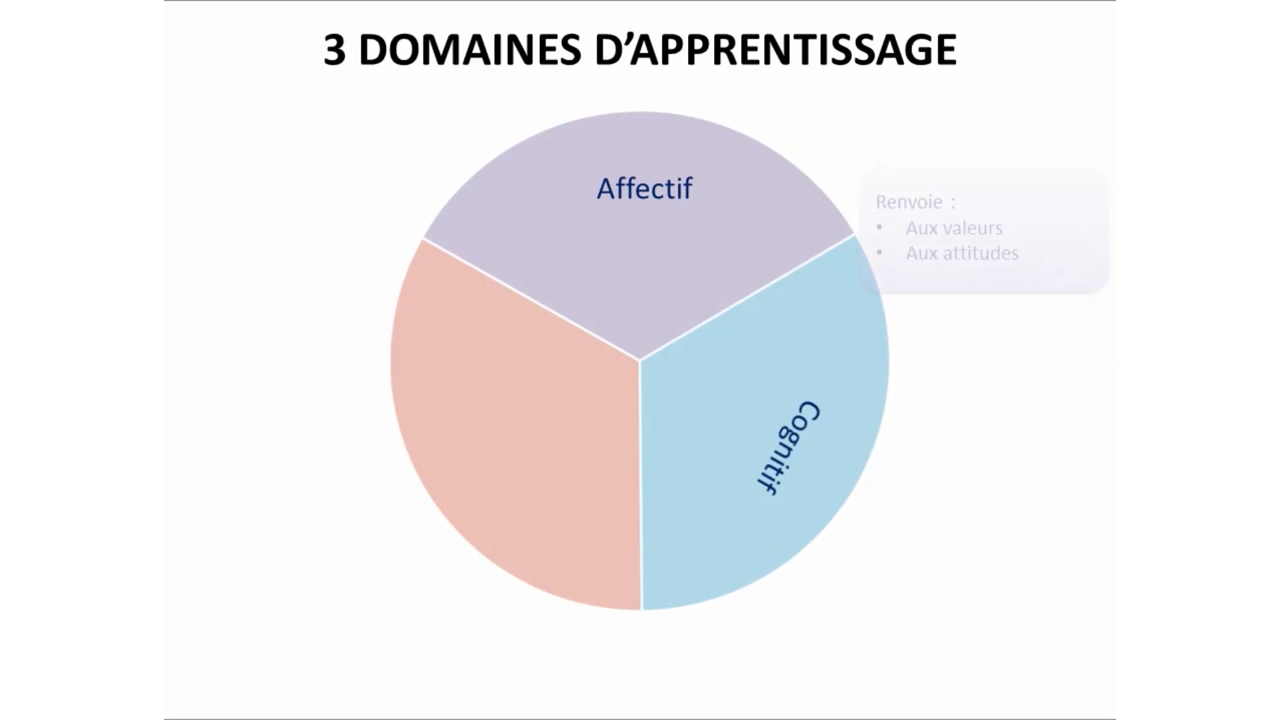 3 DOMAINES D’APPRENTISSAGE
Affectif
Renvoie :
• Aux valeurs
• Aux attitudes
Cognitif